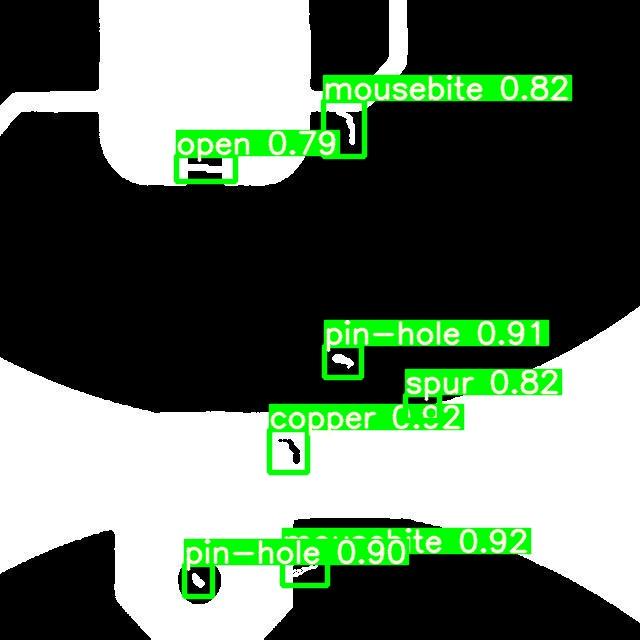 mousebite 0.82
open 0.79
pin-hole 0.91
spur 0.82
copper 0.92
mousebite 0.92
pin-hole 0.90